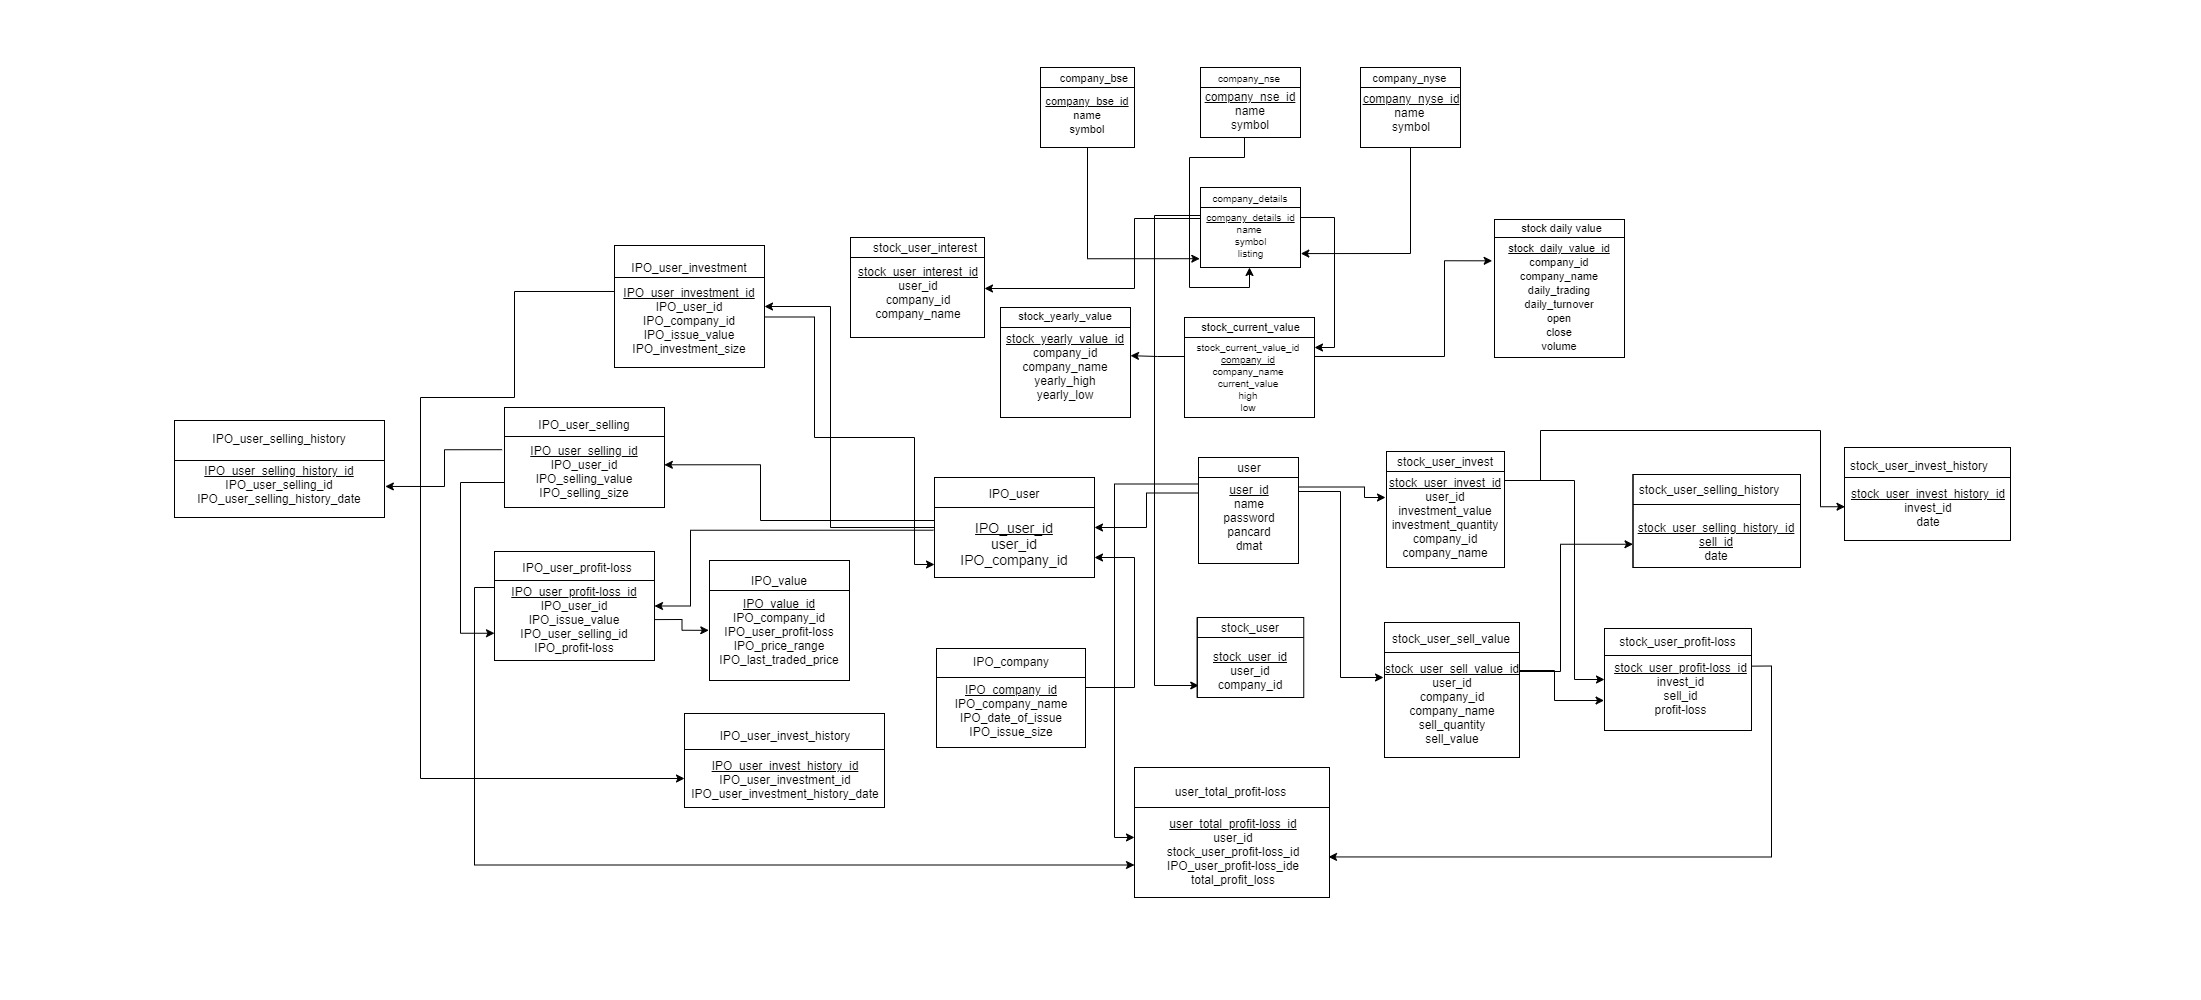 company_bse
company_bse_id
name
symbol
company_nse
company_nse_id
name
symbol
company_nyse
company_nyse_id
name
symbol
company_details
company_details_id
name
symbol
listing
stock daily value
stock_daily_value_id
company_id
company_name
daily_trading
daily_turnover
open
close
volume
stock_user_interest
stock_user_interest_id
user_id
company_id
company_name
IPO_user_investment
IPO_user_investment_id
IPO_user_id
IPO_company_id
IPO_issue_value
IPO_investment_size
stock_yearly_value
stock_yearly_value_id
company_id
company_name
yearly_high
yearly_low
stock_current_value
stock_current_value_id
company_id
company_name
current_value
high
low
IPO_user_selling_history
IPO_user_selling_history_id
IPO_user_selling_id
IPO_user_selling_history_date
IPO_user_selling
IPO_user_selling_id
IPO_user_id
IPO_selling_value
IPO_selling_size
IPO_user
IPO_user_id
user_id
IPO_company_id
user
user_id
name
password
pancard
dmat
stock_user_invest
stock_user_invest_id
user_id
investment_value
investment_quantity
company_id
company_name
stock_user_selling_history
stock_user_selling_history_id
sell_id
date
stock_user_invest_history
stock_user_invest_history_id
invest_id
date
IPO_user_profit-loss
IPO_user_profit-loss_id
IPO_user_id
IPO_issue_value
IPO_user_selling_id
IPO_profit-loss
IPO_value
IPO_value_id
IPO_company_id
IPO_user_profit-loss
IPO_price_range
IPO_last_traded_price
IPO_company
IPO_company_id
IPO_company_name
IPO_date_of_issue
IPO_issue_size
stock_user
stock_user_id
user_id
company_id
stock_user_sell_value
stock_user_sell_value_id
user_id
company_id
company_name
sell_quantity
sell_value
stock_user_profit-loss
stock_user_profit-loss_id
invest_id
sell_id
profit-loss
IPO_user_invest_history
IPO_user_invest_history_id
IPO_user_investment_id
IPO_user_investment_history_date
user_total_profit-loss
user_total_profit-loss_id
user_id
stock_user_profit-loss_id
IPO_user_profit-loss_ide
total_profit_loss